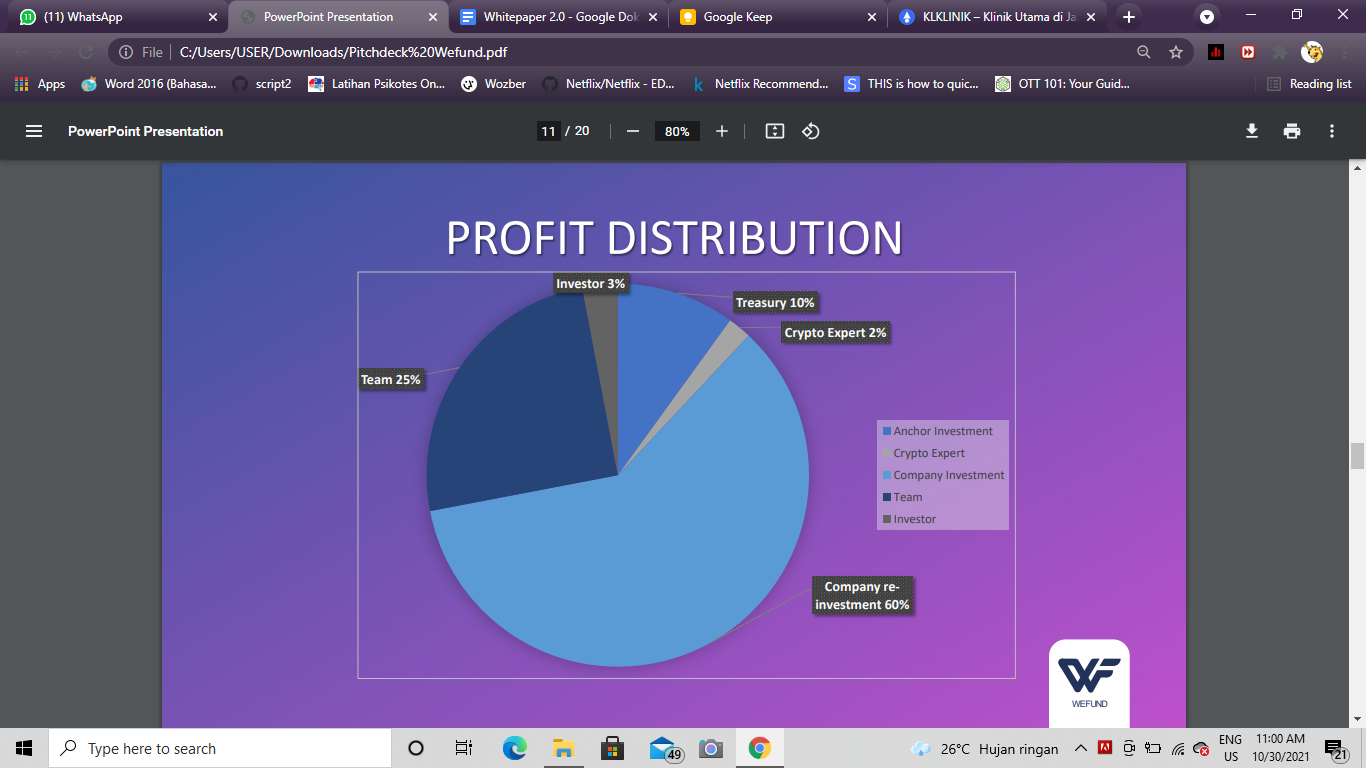 (11) WhatsApp
PowerPoint Presentation
Whitepaper 2.0 - Google Dok
Google Keep
KLKLINIK – Klinik Utama di Ja
File
C:/Users/USER/Downloads/Pitchdeck%20Wefund.pdf
Apps
Word 2016 (Bahasa...
script2
Latihan Psikotes On...
Wozber
Netflix/Netflix - ED...
Netflix Recommend...
THIS is how to quic...
OTT 101: Your Guid...
Reading list
PowerPoint Presentation
11 / 20
80%
PROFIT DISTRIBUTION
Investor 3%
Treasury 10%
Crypto Expert 2%
Team 25%
Anchor Investment
Crypto Expert
Company Investment
Team
Investor
Company re-
investment 60%
WF
WEFUND
Type here to search
49
26°C Hujan ringan
ENG
US
11:00 AM
10/30/2021
21